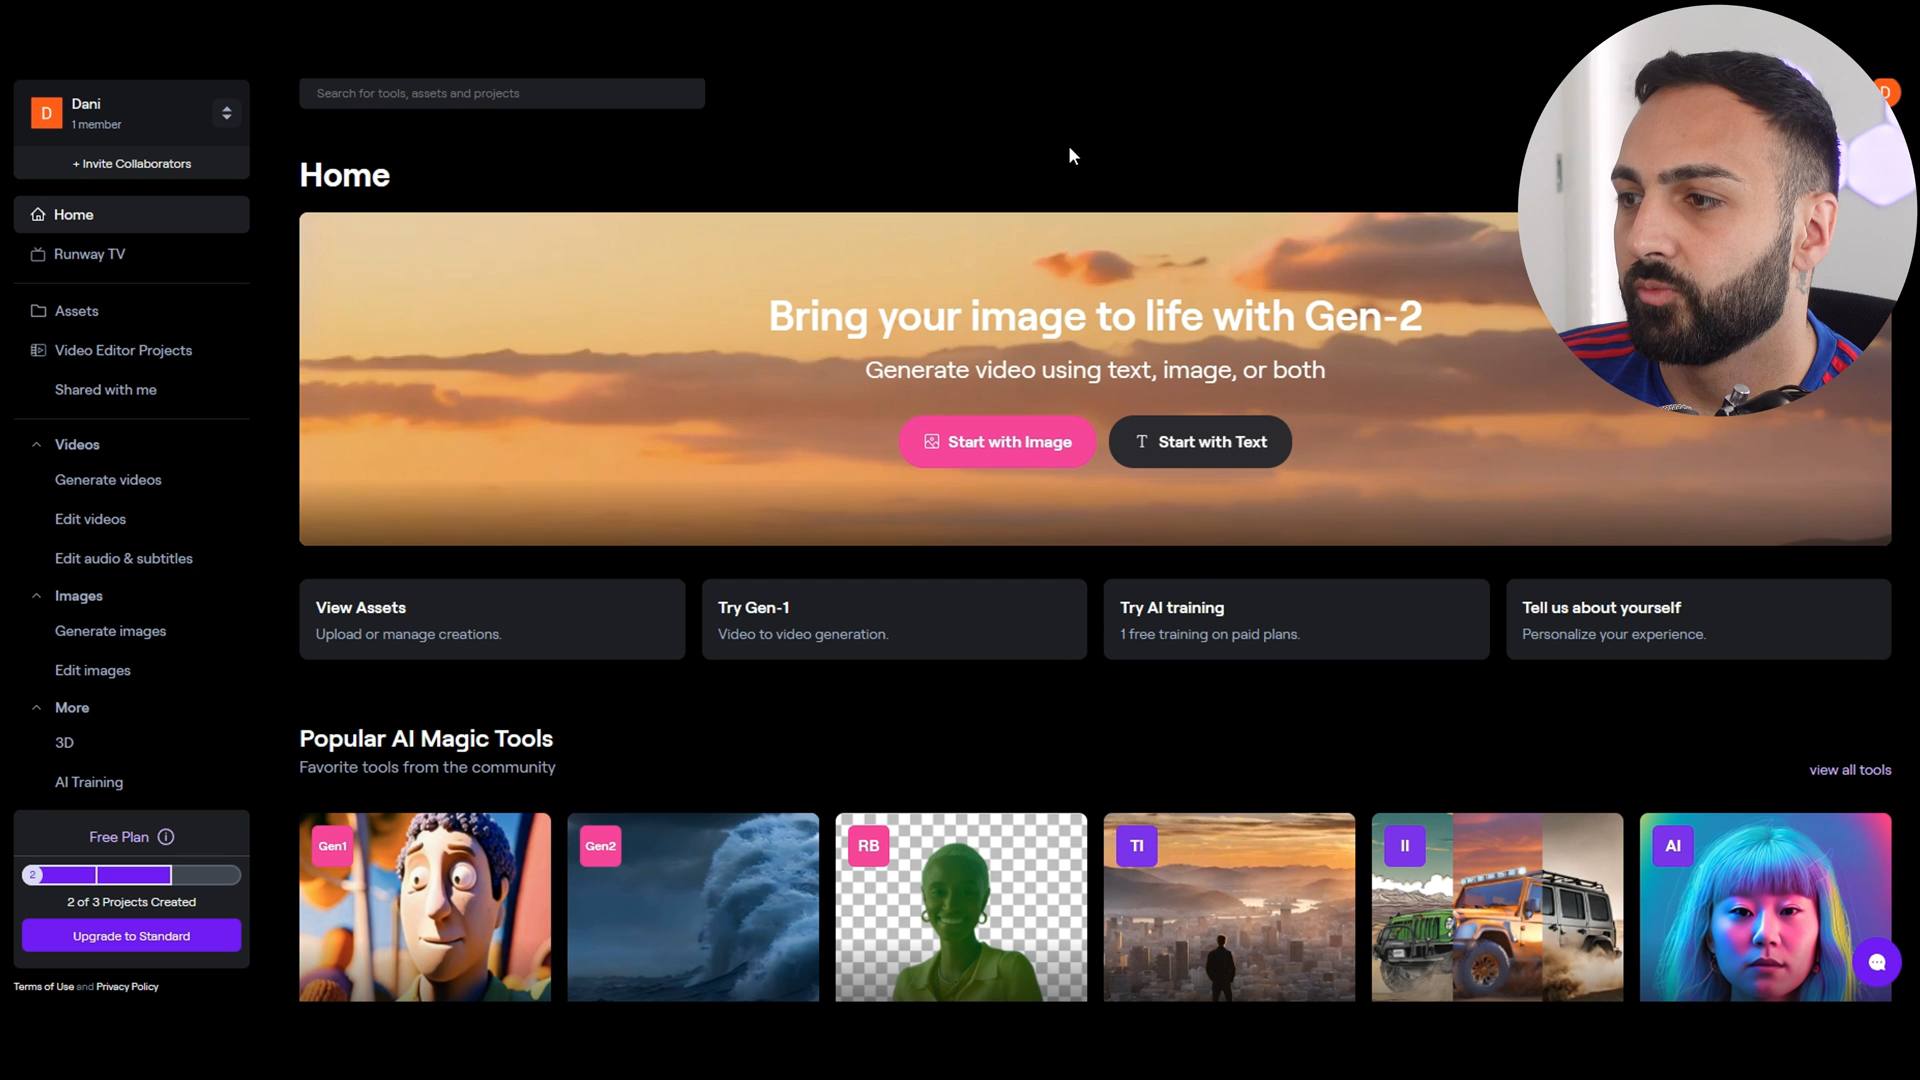 D
Dani
1 member
+ Invite Collaborators
Home
Runway TV
Assets
Video Editor Projects
Shared with me
Videos
Generate videos
Edit videos
Edit audio & subtitles
Images
Generate images
Edit images
More
3D
AI Training
Free Plan
2
2 of 3 Projects Created
Upgrade to Standard
Terms of Use and Privacy Policy
Search for tools, assets and projects
D
Home
Bring your image to life with Gen-2
Generate video using text, image, or both
Start with Image
T Start with Text
View Assets
Upload or manage creations.
Try Gen-1
Video to video generation.
Try AI training
1 free training on paid plans.
Tell us about yourself
Personalize your experience.
Popular AI Magic Tools
Favorite tools from the community
view all tools
Gen1
Gen2
RB
TI
II
AI